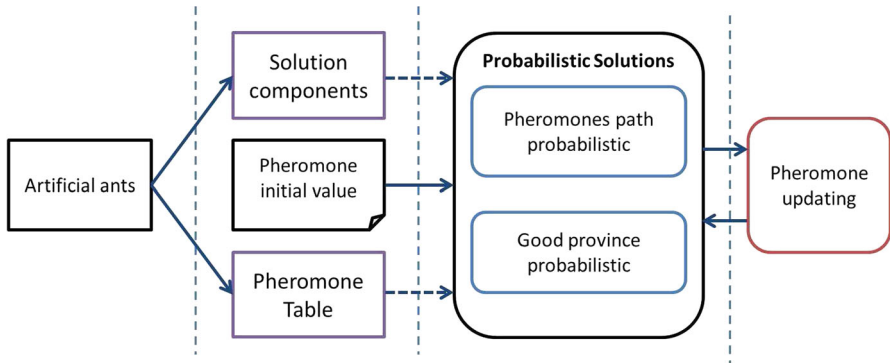 Artificial ants
Solution
components
Pheromone
initial value
Pheromone
Table
Probabilistic Solutions
Pheromones path
probabilistic
Good province
probabilistic
Pheromone
updating